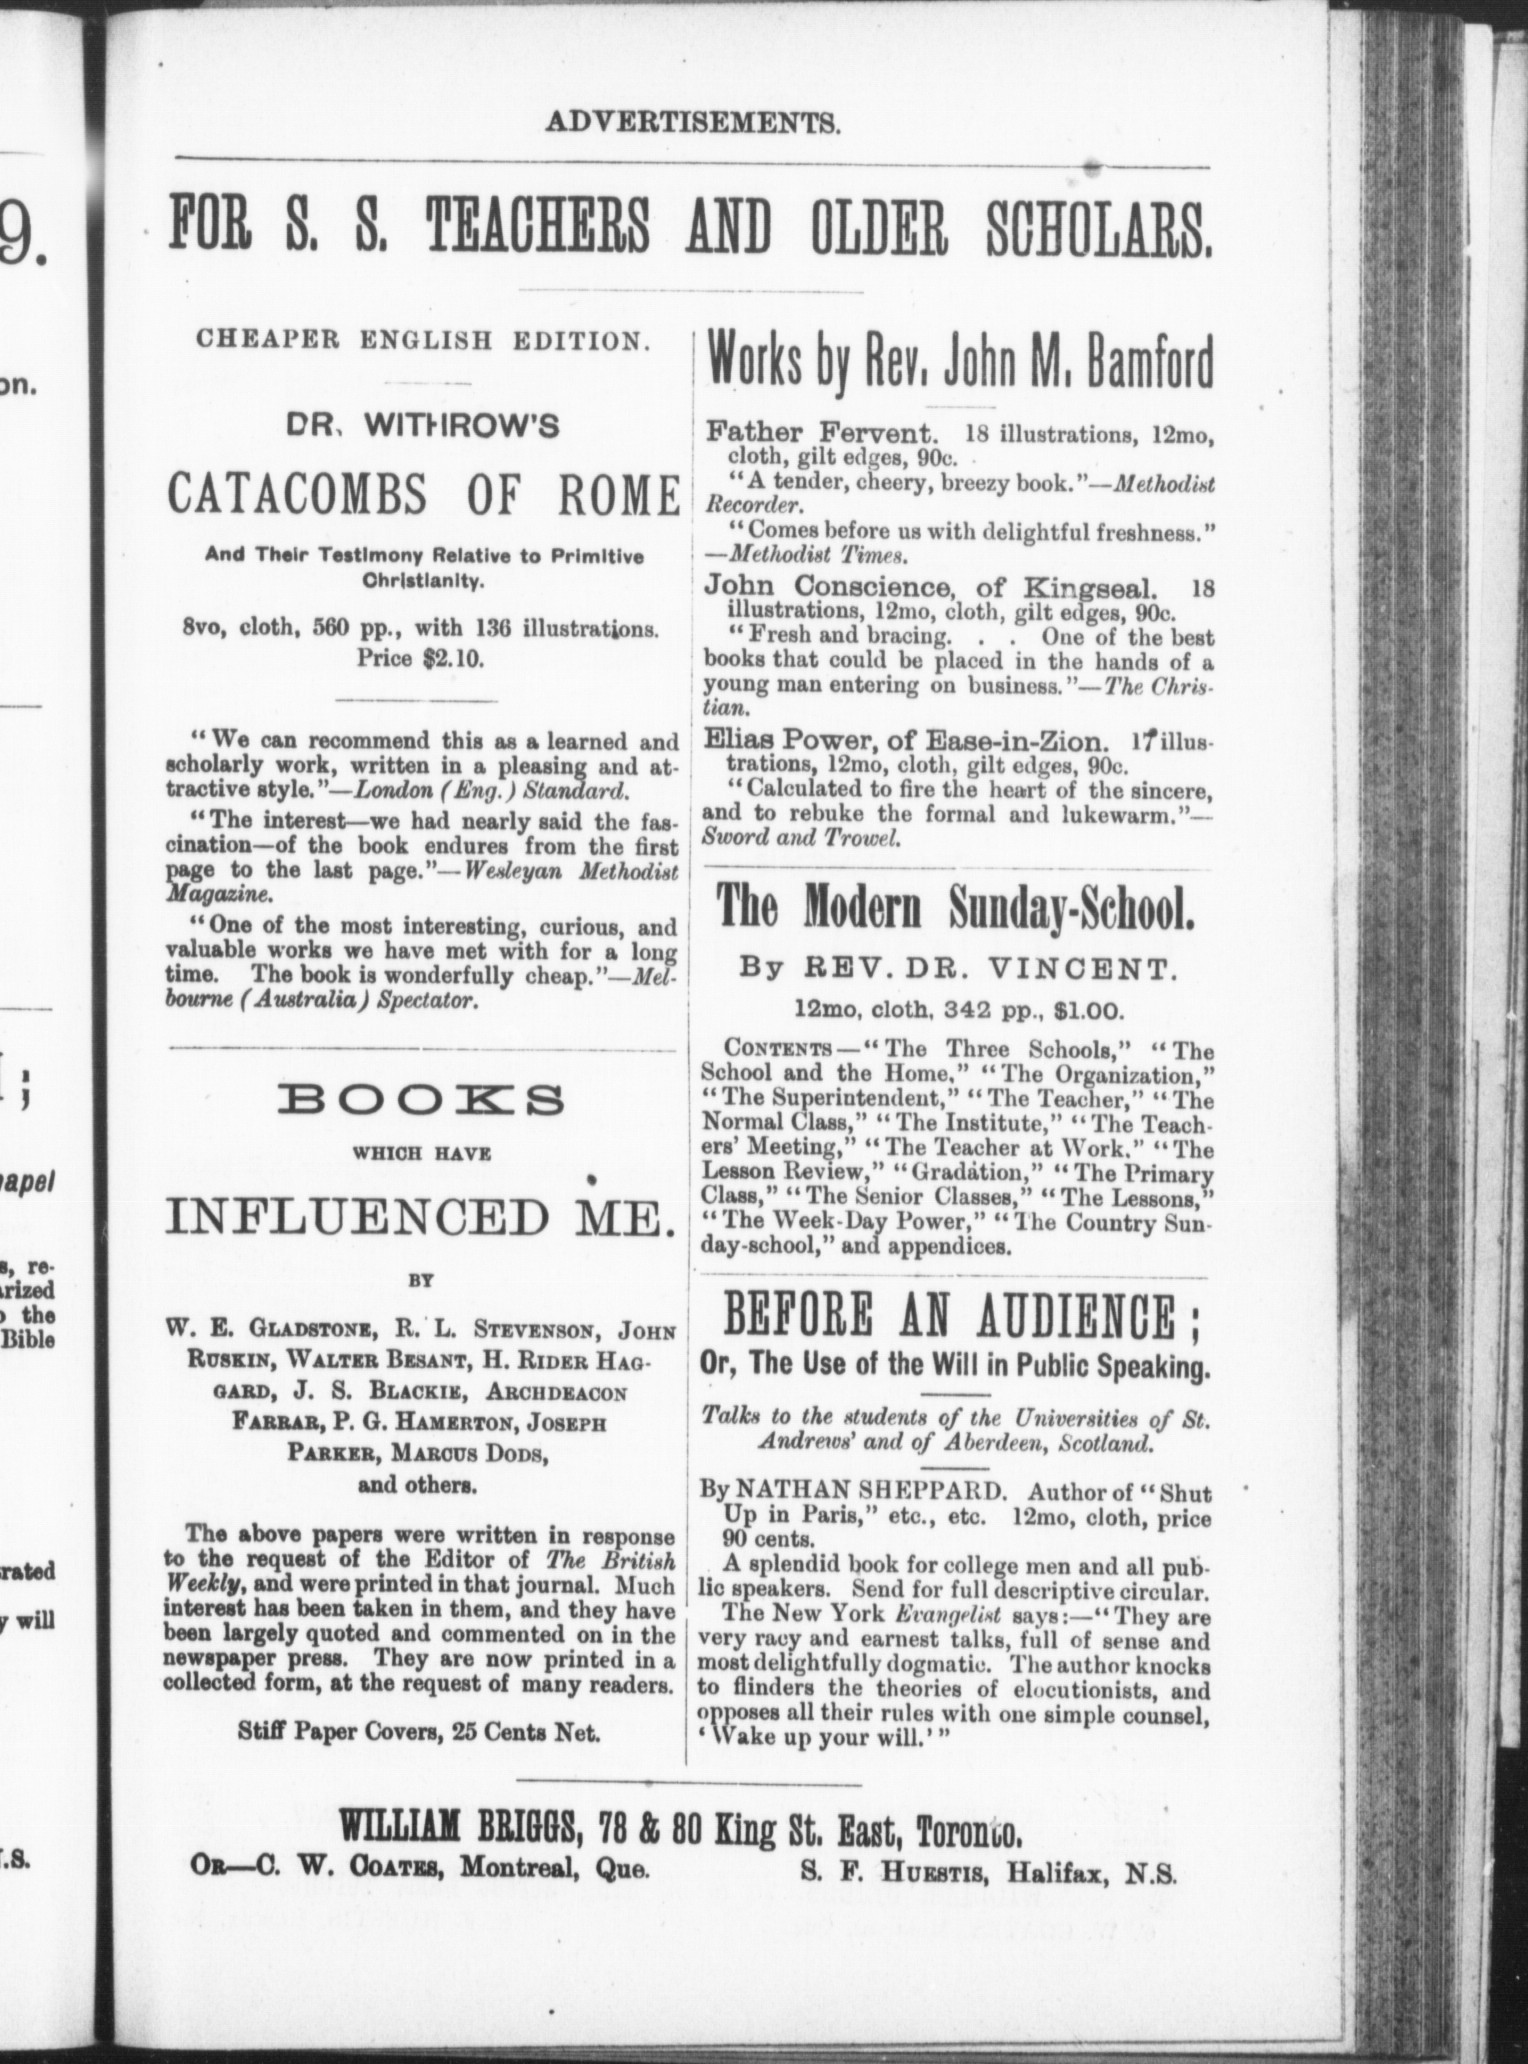 ADVERTISEMENTS.
FOR S. S. TEACHERS AND OLDER SCHOLARS.
CHEAPER ENGLISH EDITION.
DR. WITHROW'S
CATACOMBS OF ROME
And Their Testimony Relative to Primitive
Christianity.
8vo, cloth, 560 pp., with 136 illustrations.
Price $2.10.
"We can recommend this as a learned and
scholarly work, written in a pleasing and at-
tractive style."—London (Eng.) Standard.
"The interest—we had nearly said the fas-
cination—of the book endures from the first
page to the last page."—Wesleyan Methodist
Magazine.
"One of the most interesting, curious, and
valuable works we have met with for a long
time. The book is wonderfully cheap."—Mel-
bourne (Australia) Spectator.
BOOKS
WHICH HAVE
INFLUENCED ME.
BY
W. E. GLADSTONE, R. L. STEVENSON, JOHN
RUSKIN, WALTER BESANT, H. RIDER HAG-
GARD, J. S. BLACKIE, ARCHDEACON
FARRAR, P. G. HAMERTON, JOSEPH
PARKER, MARCUS DODS,
and others.
The above papers were written in response
to the request of the Editor of The British
Weekly, and were printed in that journal. Much
interest has been taken in them, and they have
been largely quoted and commented on in the
newspaper press. They are now printed in a
collected form, at the request of many readers.
Stiff Paper Covers, 25 Cents Net.
Works by Rev. John M. Bamford
Father Fervent. 18 illustrations, 12mo,
cloth, gilt edges, 90c.
"A tender, cheery, breezy book."—Methodist
Recorder.
"Comes before us with delightful freshness."
—Methodist Times.
John Conscience, of Kingseal. 18
illustrations, 12mo, cloth, gilt edges, 90c.
"Fresh and bracing. . . One of the best
books that could be placed in the hands of a
young man entering on business."—The Chris-
tian.
Elias Power, of Ease-in-Zion. 17 illus-
trations, 12mo, cloth, gilt edges, 90c.
"Calculated to fire the heart of the sincere,
and to rebuke the formal and lukewarm."—
Sword and Trowel.
The Modern Sunday-School.
By REV. DR. VINCENT.
12mo, cloth, 342 pp., $1.00.
CONTENTS—"The Three Schools," "The
School and the Home," "The Organization,"
"The Superintendent," "The Teacher," "The
Normal Class," "The Institute," "The Teach-
ers' Meeting," "The Teacher at Work." "The
Lesson Review," "Gradation," "The Primary
Class," "The Senior Classes," "The Lessons,"
"The Week-Day Power," "The Country Sun-
day-school," and appendices.
BEFORE AN AUDIENCE;
Or, The Use of the Will in Public Speaking.
Talks to the students of the Universities of St.
Andrews' and of Aberdeen, Scotland.
By NATHAN SHEPPARD. Author of "Shut
Up in Paris," etc., etc. 12mo, cloth, price
90 cents.
A splendid book for college men and all pub-
lic speakers. Send for full descriptive circular.
The New York Evangelist says:—"They are
very racy and earnest talks, full of sense and
most delightfully dogmatic. The author knocks
to flinders the theories of elocutionists, and
opposes all their rules with one simple counsel,
'Wake up your will.'"
WILLIAM BRIGGS, 78 & 80 King St. East, Toronto.
OR—C. W. COATES, Montreal, Que. S. F. HUESTIS, Halifax, N.S.